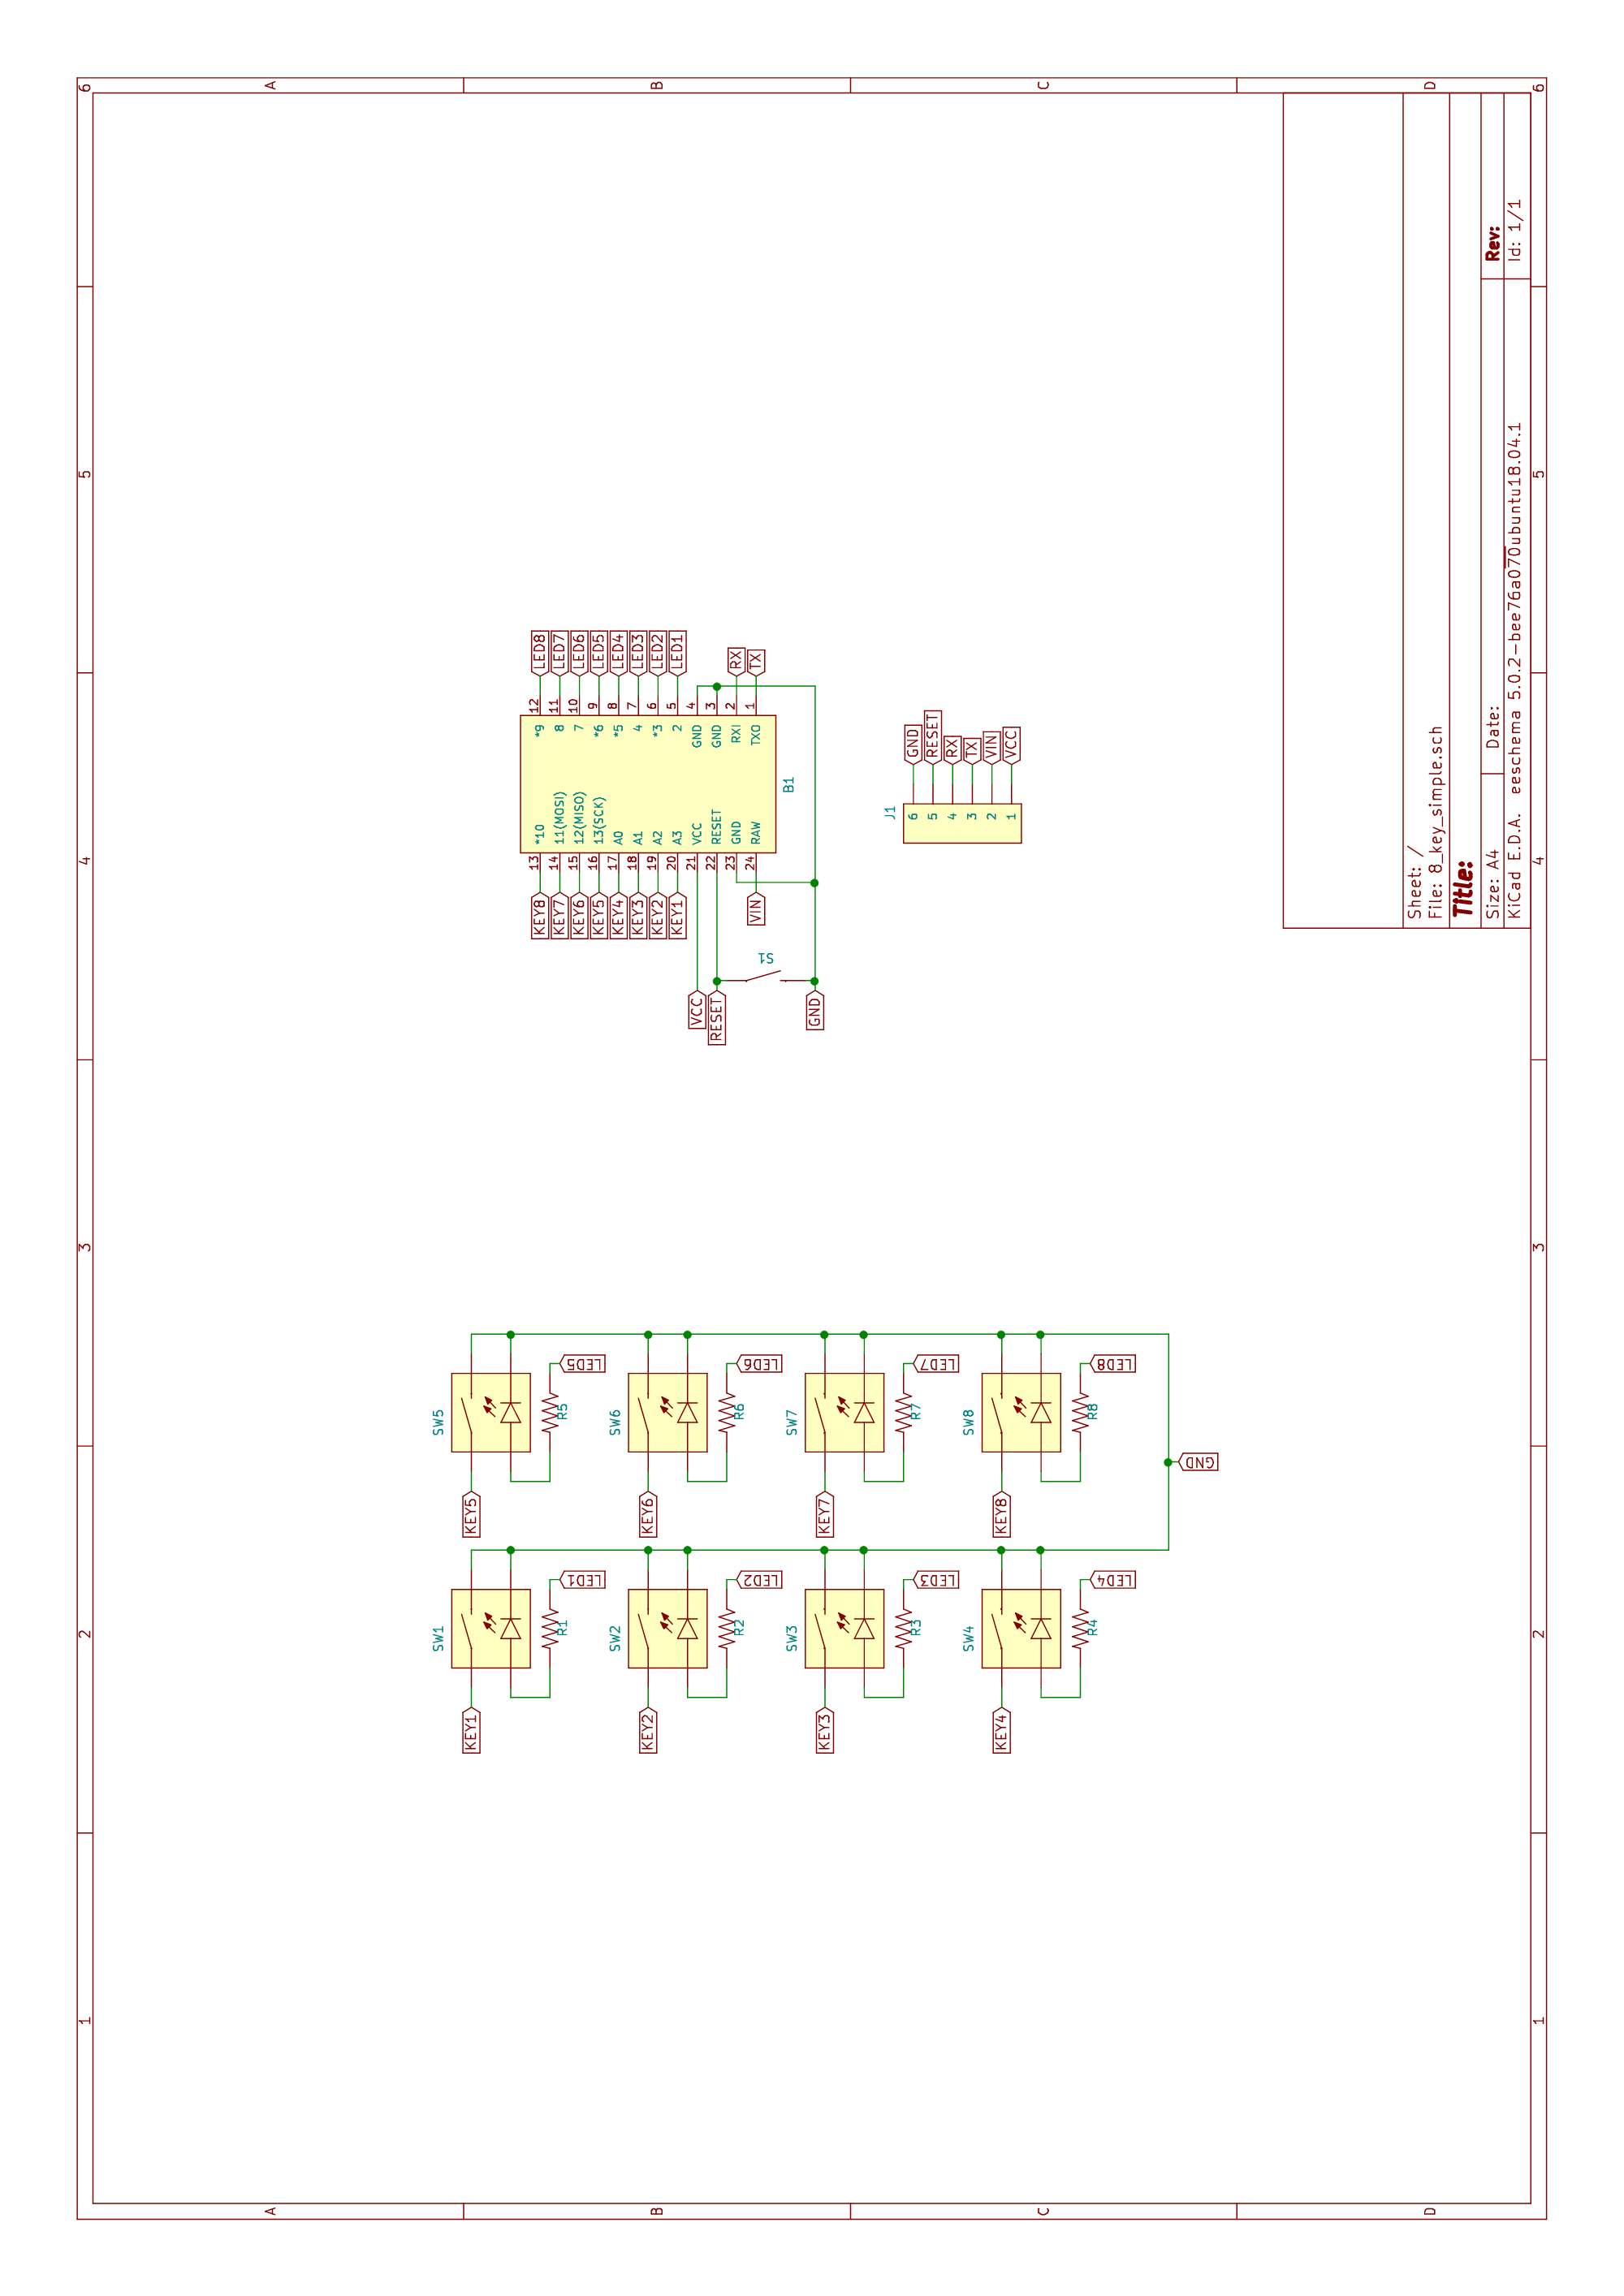 1 2 3 4 5 6
A
B
C
D
SW1
KEY1
R1
LED1
SW5
KEY5
R5
LED5
SW2
KEY2
R2
LED2
SW6
KEY6
R6
LED6
SW3
KEY3
R3
LED3
SW7
KEY7
R7
LED7
SW4
KEY4
R4
LED4
SW8
KEY8
R8
LED8
GND
KEY8 13 *10 *9 12 LED8
KEY7 14 11(MOSI) 8 11 LED7
KEY6 15 12(MISO) 7 10 LED6
KEY5 16 13(SCK) *6 9 LED5
KEY4 17 A0 *5 8 LED4
KEY3 18 A1 4 7 LED3
KEY2 19 A2 *3 6 LED2
KEY1 20 A3 2 5 LED1
VCC 21 VCC GND 4
RESET 22 RESET GND 3
23 GND RXI 2 RX
VIN 24 RAW TXO 1 TX
S1
B1
GND
J1
6 GND
5 RESET
4 RX
3 TX
2 VIN
1 VCC
Sheet: /
File: 8_key_simple.sch
Title:
Size: A4 Date: Rev:
KiCad E.D.A. eeschema 5.0.2-bee76a070ubuntu18.04.1 Id: 1/1
1 2 3 4 5 6
A
B
C
D